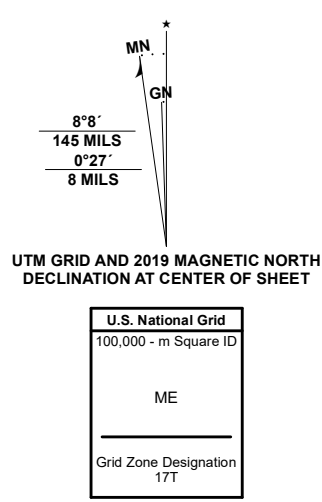 ★
MN
GN
8°8´
145 MILS
0°27´
8 MILS
UTM GRID AND 2019 MAGNETIC NORTH
DECLINATION AT CENTER OF SHEET
U.S. National Grid
100,000 - m Square ID
ME
Grid Zone Designation
17T